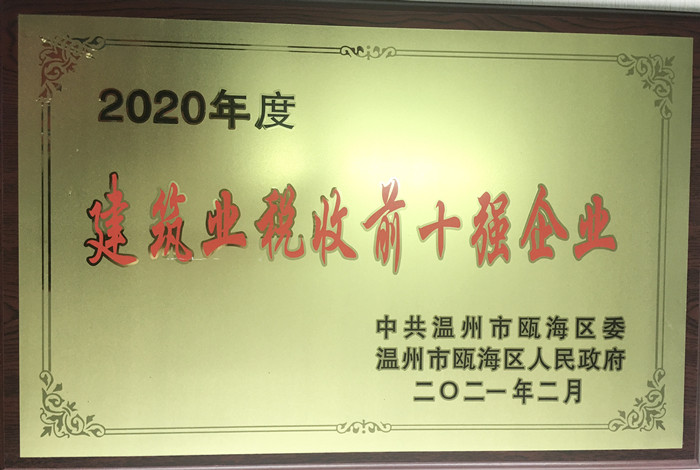 2020年度
建筑业税收前十强企业
中共温州市瓯海区委
温州市瓯海区人民政府
二〇二一年二月